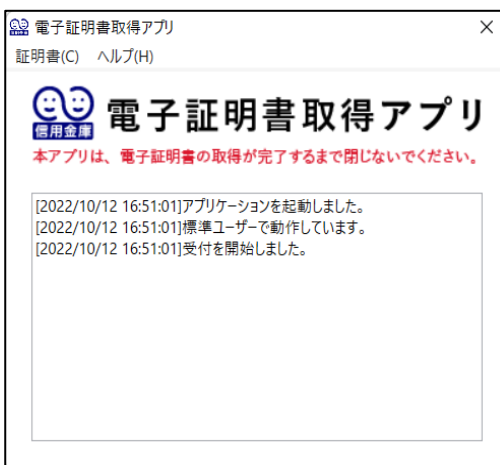 電子証明書取得アプリ
証明書(C) ヘルプ(H)
信用金庫 電子証明書取得アプリ
本アプリは、電子証明書の取得が完了するまで閉じないでください。
[2022/10/12 16:51:01]アプリケーションを起動しました。
[2022/10/12 16:51:01]標準ユーザーで動作しています。
[2022/10/12 16:51:01]受付を開始しました。